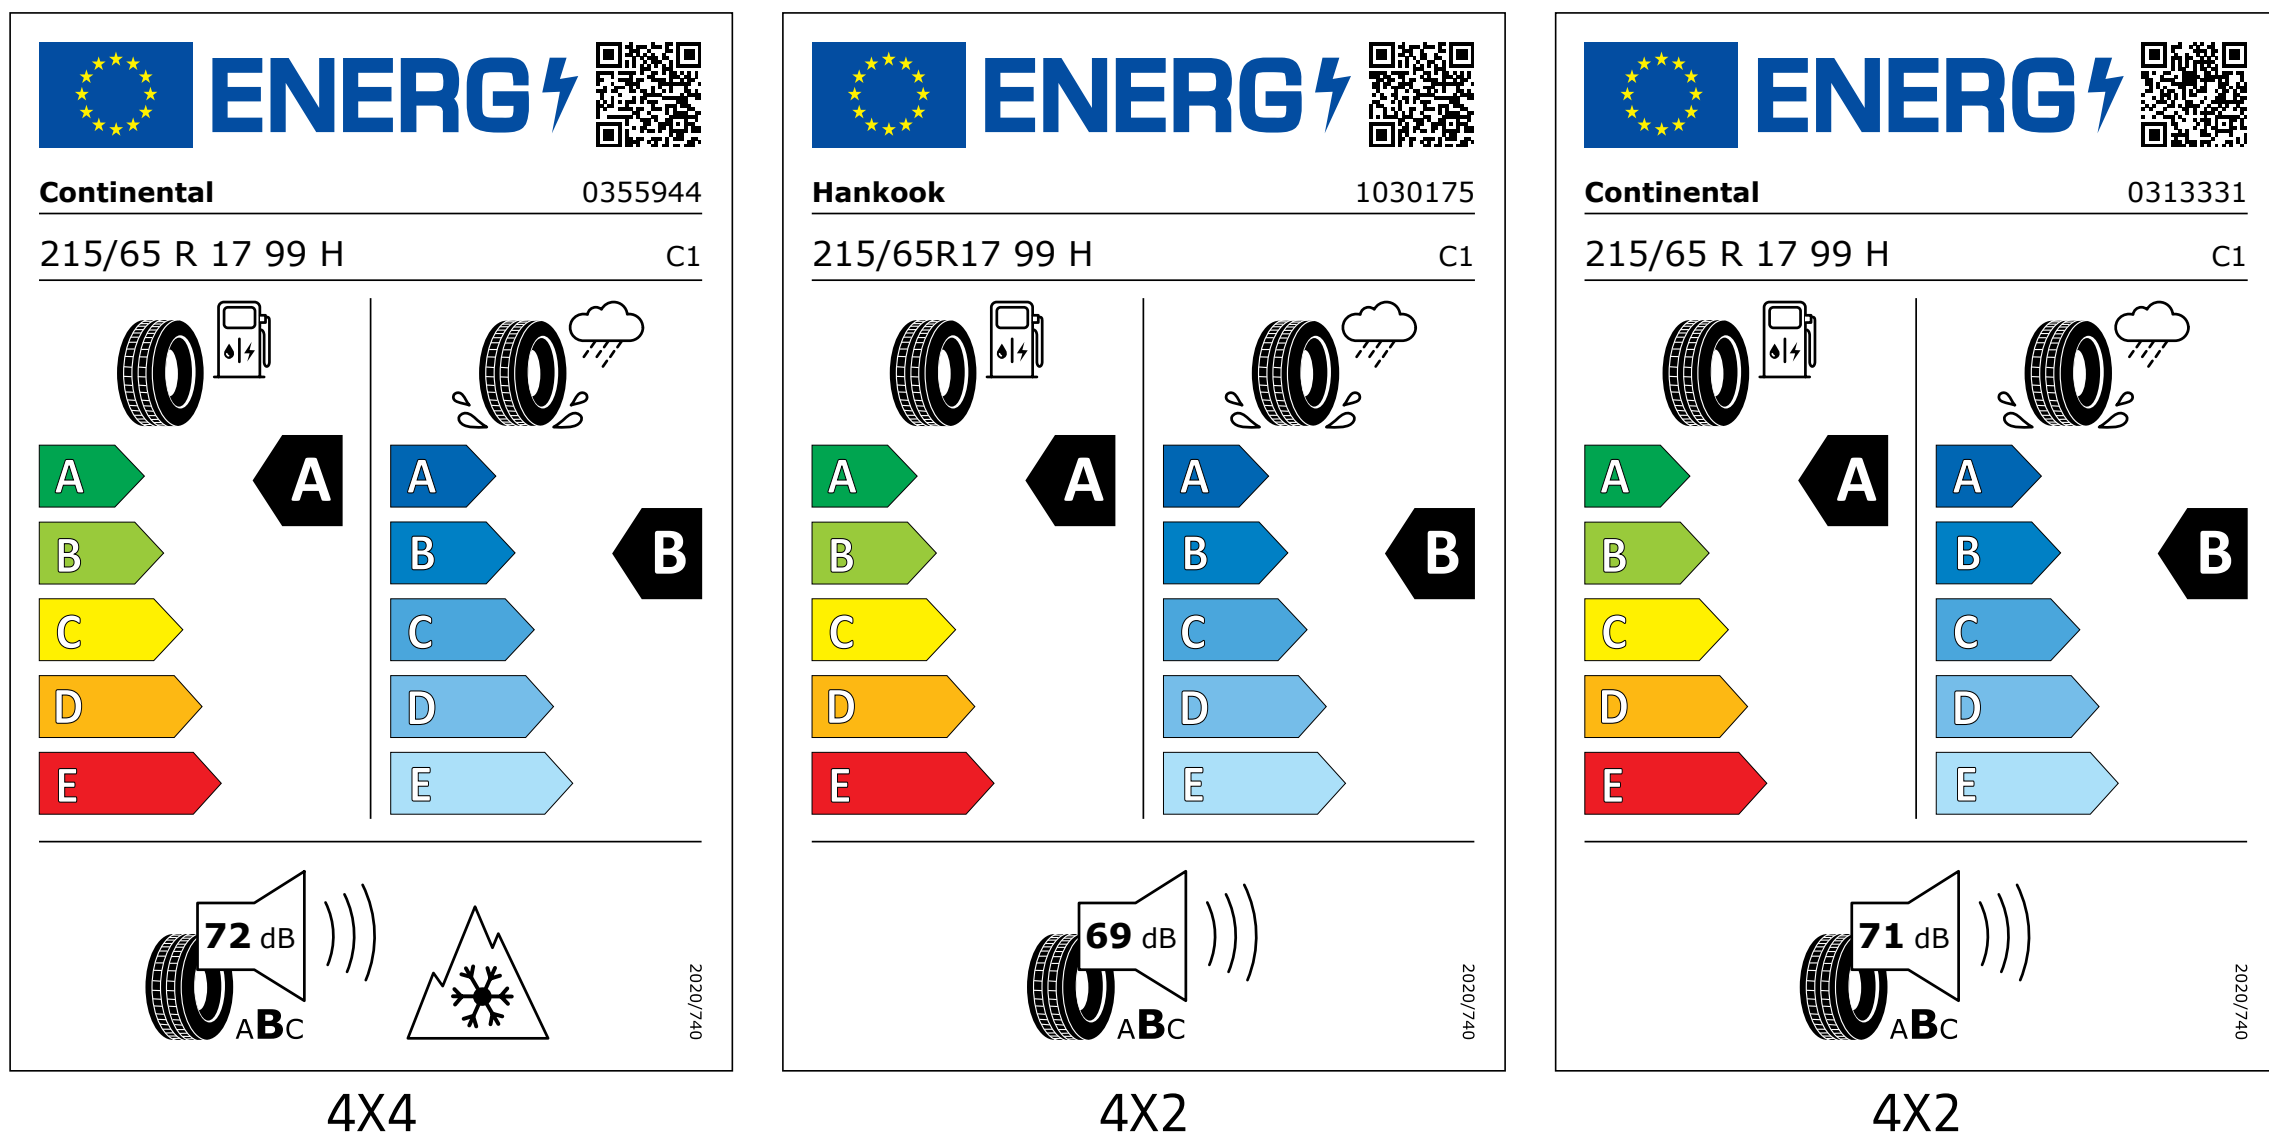 ENERG
Continental 0355944
215/65 R 17 99 H C1
A A A
B B B
C C
D D
E E
72 dB
ABC
2020/740
4X4
ENERG
Hankook 1030175
215/65R17 99 H C1
A A A
B B B
C C
D D
E E
69 dB
ABC
2020/740
4X2
ENERG
Continental 0313331
215/65 R 17 99 H C1
A A A
B B B
C C
D D
E E
71 dB
ABC
2020/740
4X2